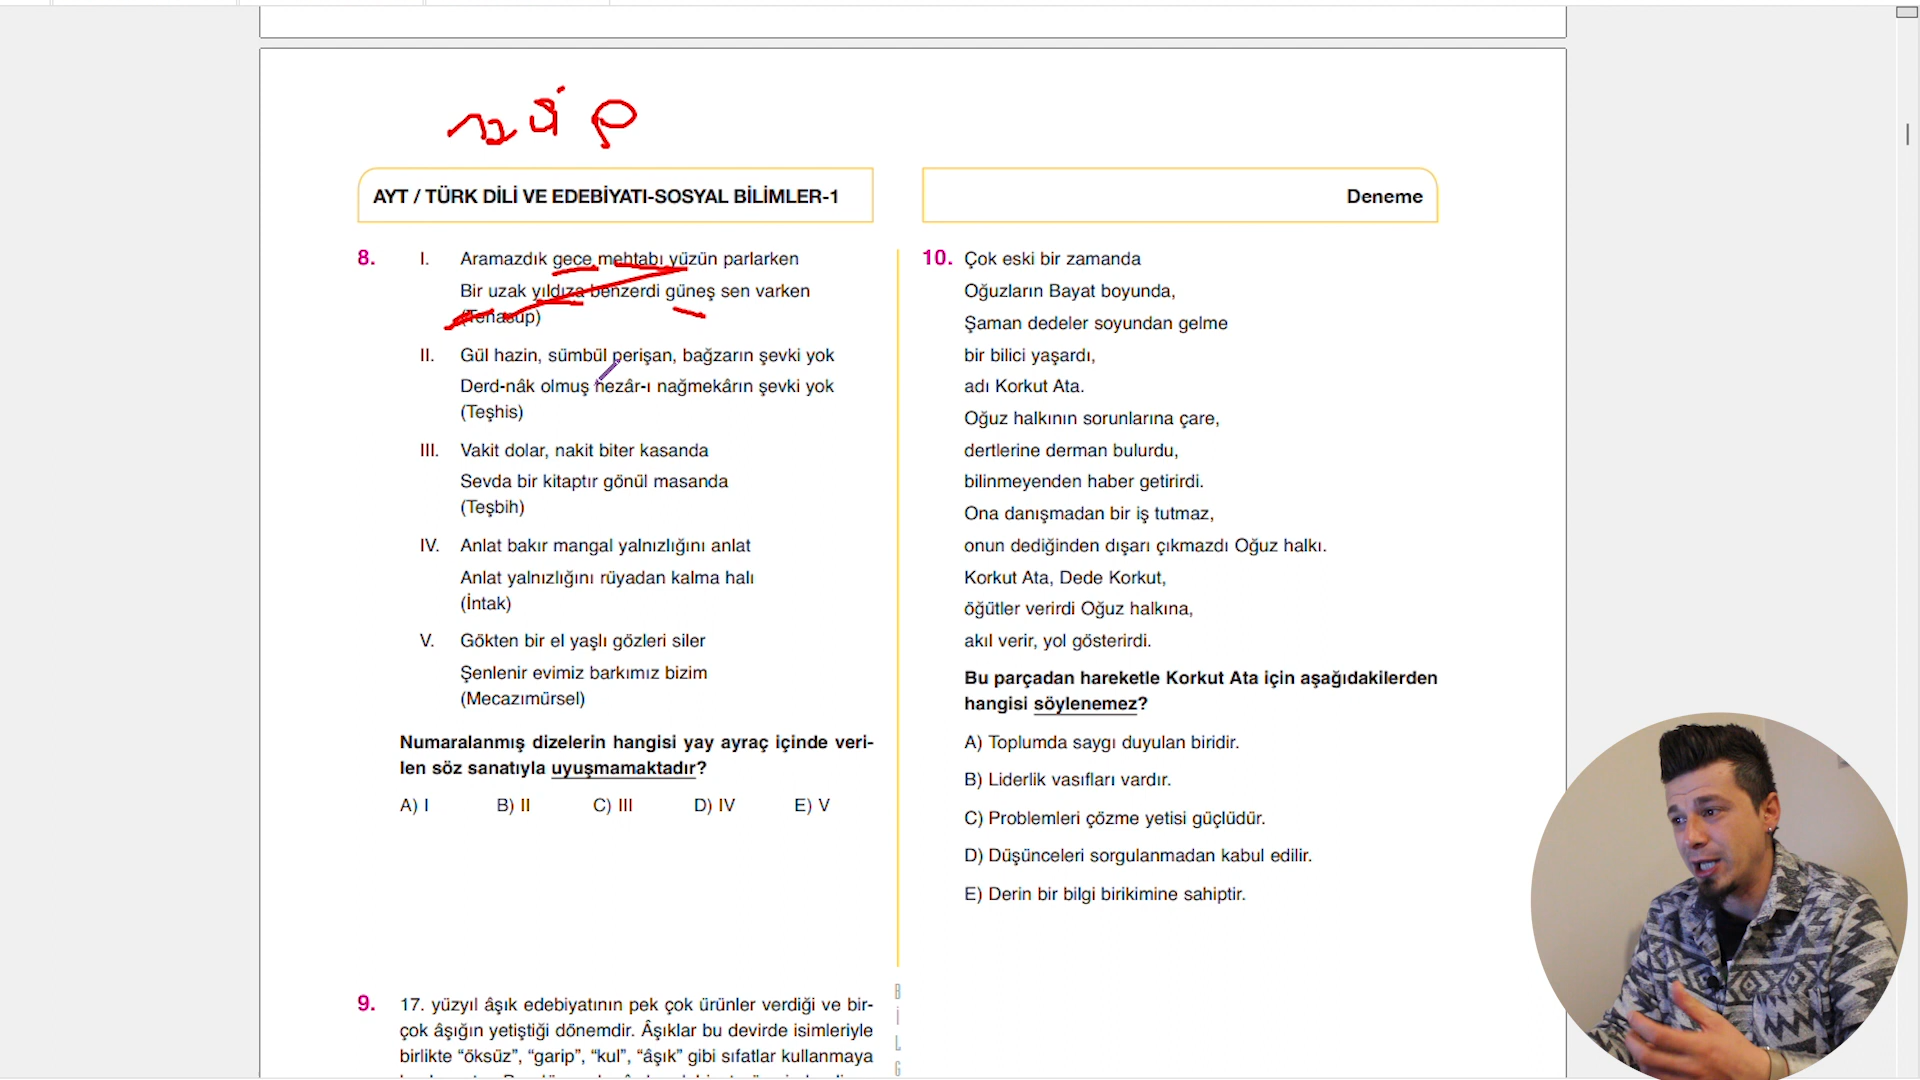 AYT / TÜRK DİLİ VE EDEBİYATI-SOSYAL BİLİMLER-1
Deneme
8. I. Aramazdık gece mehtabı yüzün parlarken
Bir uzak yıldıza benzerdi güneş sen varken
(Tenasüp)
II. Gül hazin, sümbül perişan, bağzarın şevki yok
Derd-nâk olmuş hezâr-ı nağmekârın şevki yok
(Teşhis)
III. Vakit dolar, nakit biter kasanda
Sevda bir kitaptır gönül masanda
(Teşbih)
IV. Anlat bakır mangal yalnızlığını anlat
Anlat yalnızlığını rüyadan kalma halı
(İntak)
V. Gökten bir el yaşlı gözleri siler
Şenlenir evimiz barkımız bizim
(Mecazımürsel)
Numaralanmış dizelerin hangisi yay ayraç içinde veri-
len söz sanatıyla uyuşmamaktadır?
A) I B) II C) III D) IV E) V
9. 17. yüzyıl âşık edebiyatının pek çok ürünler verdiği ve bir-
çok âşığın yetiştiği dönemdir. Âşıklar bu devirde isimleriyle
birlikte “öksüz”, “garip”, “kul”, “âşık” gibi sıfatlar kullanmaya
10. Çok eski bir zamanda
Oğuzların Bayat boyunda,
Şaman dedeler soyundan gelme
bir bilici yaşardı,
adı Korkut Ata.
Oğuz halkının sorunlarına çare,
dertlerine derman bulurdu,
bilinmeyenden haber getirirdi.
Ona danışmadan bir iş tutmaz,
onun dediğinden dışarı çıkmazdı Oğuz halkı.
Korkut Ata, Dede Korkut,
öğütler verirdi Oğuz halkına,
akıl verir, yol gösterirdi.
Bu parçadan hareketle Korkut Ata için aşağıdakilerden
hangisi söylenemez?
A) Toplumda saygı duyulan biridir.
B) Liderlik vasıfları vardır.
C) Problemleri çözme yetisi güçlüdür.
D) Düşünceleri sorgulanmadan kabul edilir.
E) Derin bir bilgi birikimine sahiptir.
B
İ
L
G